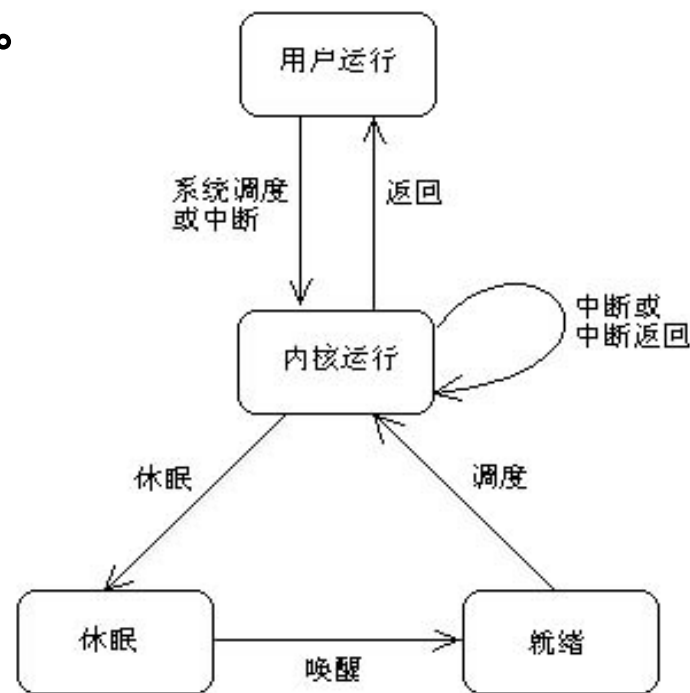 。
用户运行
系统调度
或中断
返回
中断或
中断返回
内核运行
休眠
调度
休眠
就绪
唤醒